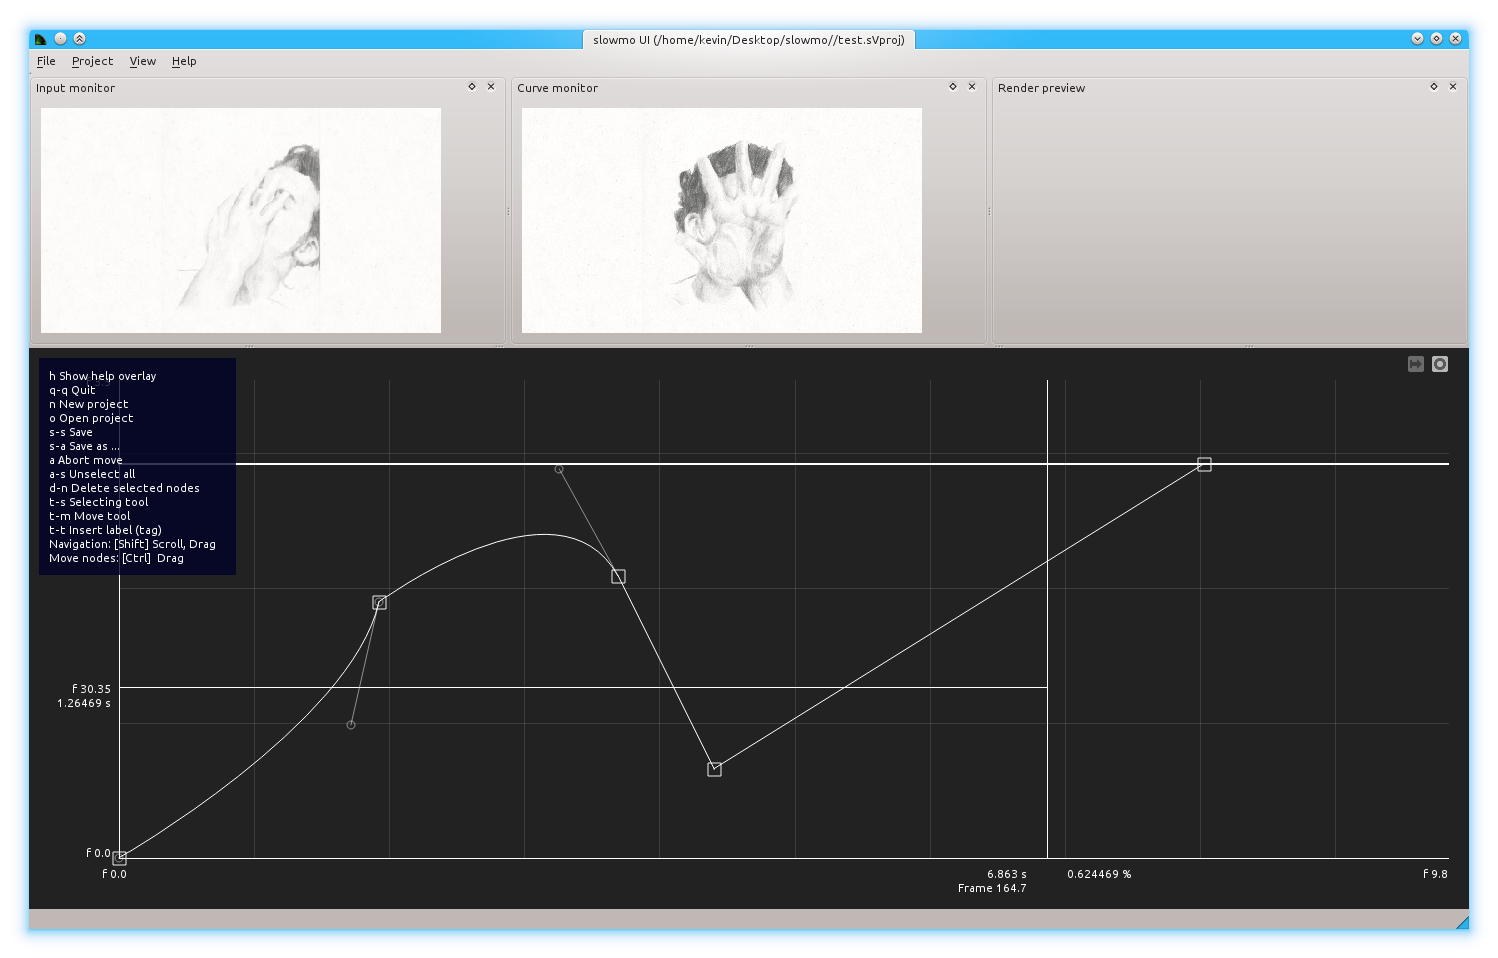 slowmo UI (/home/kevin/Desktop/slowmo//test.sVproj)
File Project View Help
Input monitor
Curve monitor
Render preview
h Show help overlay
q-q Quit
n New project
o Open project
s-s Save
s-a Save as ...
a Abort move
a-s Unselect all
d-n Delete selected nodes
t-s Selecting tool
t-m Move tool
t-t Insert label (tag)
Navigation: [Shift] Scroll, Drag
Move nodes: [Ctrl]  Drag
f 30.35
1.26469 s
f 0.0
f 0.0
6.863 s
Frame 164.7
0.624469 %
f 9.8